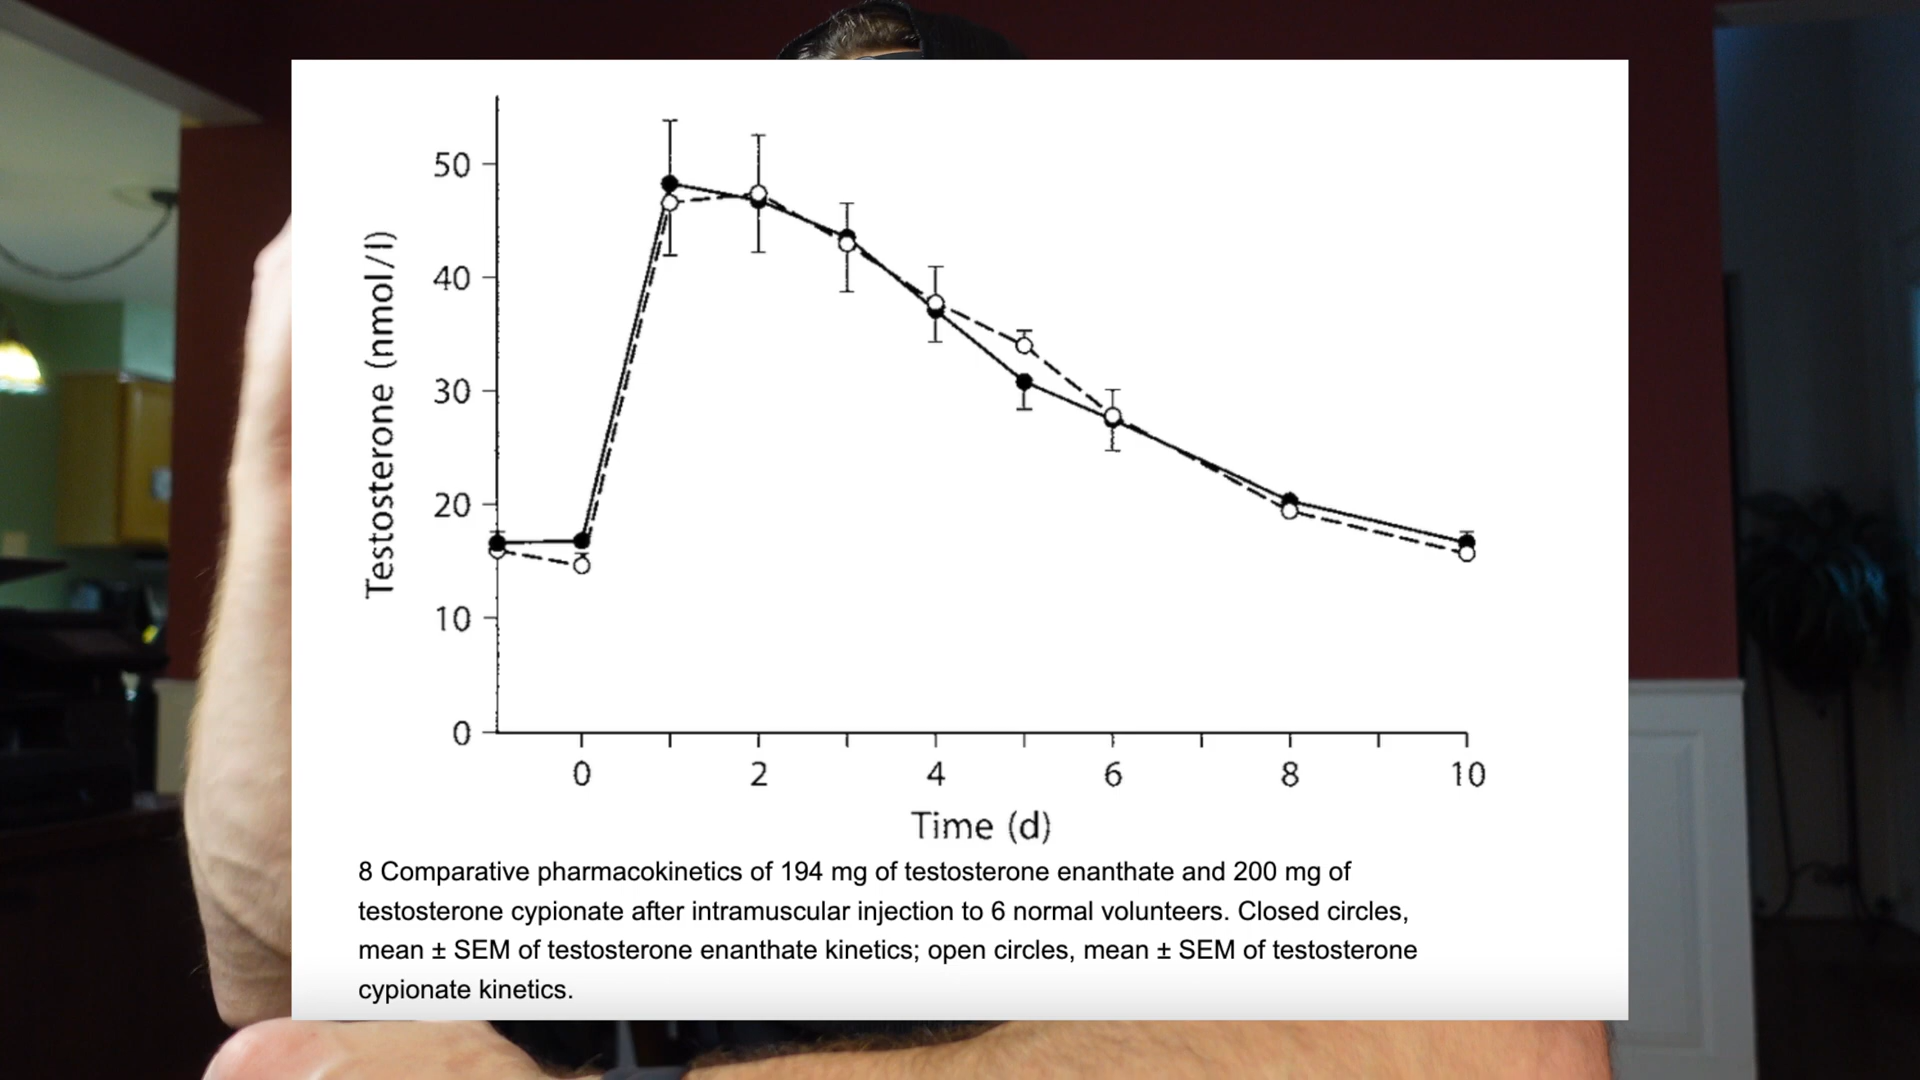 50
40
30
20
10
0
Testosterone (nmol/l)
0 2 4 6 8 10
Time (d)
8 Comparative pharmacokinetics of 194 mg of testosterone enanthate and 200 mg of
testosterone cypionate after intramuscular injection to 6 normal volunteers. Closed circles,
mean ± SEM of testosterone enanthate kinetics; open circles, mean ± SEM of testosterone
cypionate kinetics.